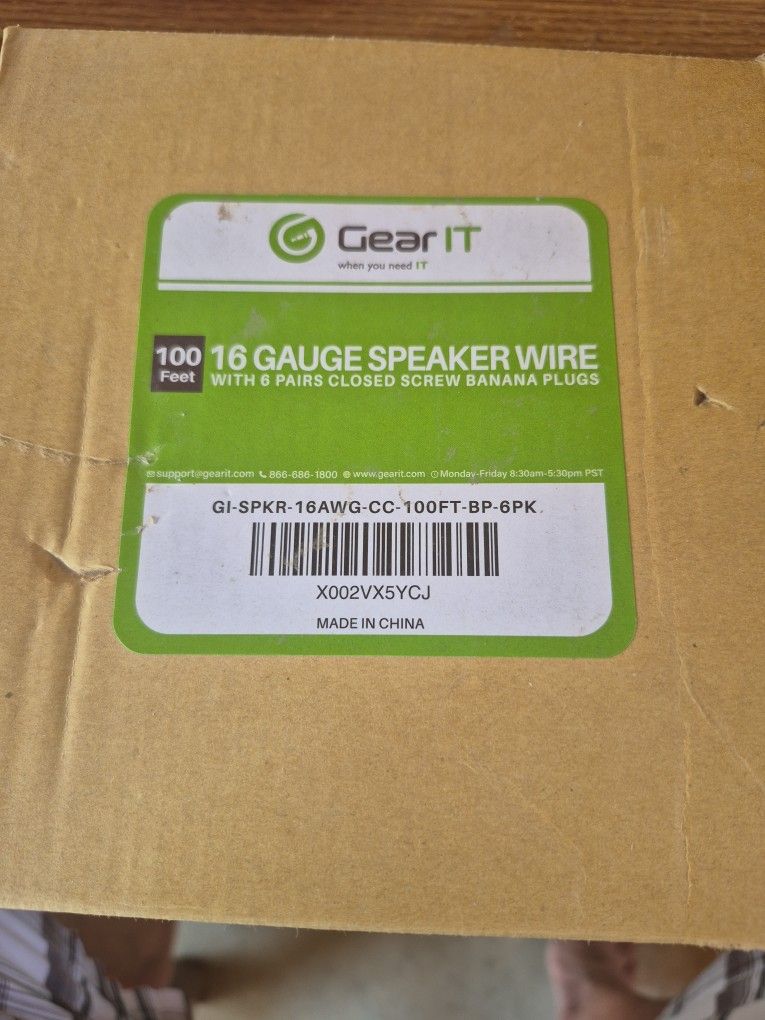 Gear IT
when you need IT
100 Feet
16 GAUGE SPEAKER WIRE
WITH 6 PAIRS CLOSED SCREW BANANA PLUGS
support@gearit.com 866-686-1800 www.gearit.com Monday-Friday 8:30am-5:30pm PST
GI-SPKR-16AWG-CC-100FT-BP-6PK
X002VX5YCJ
MADE IN CHINA